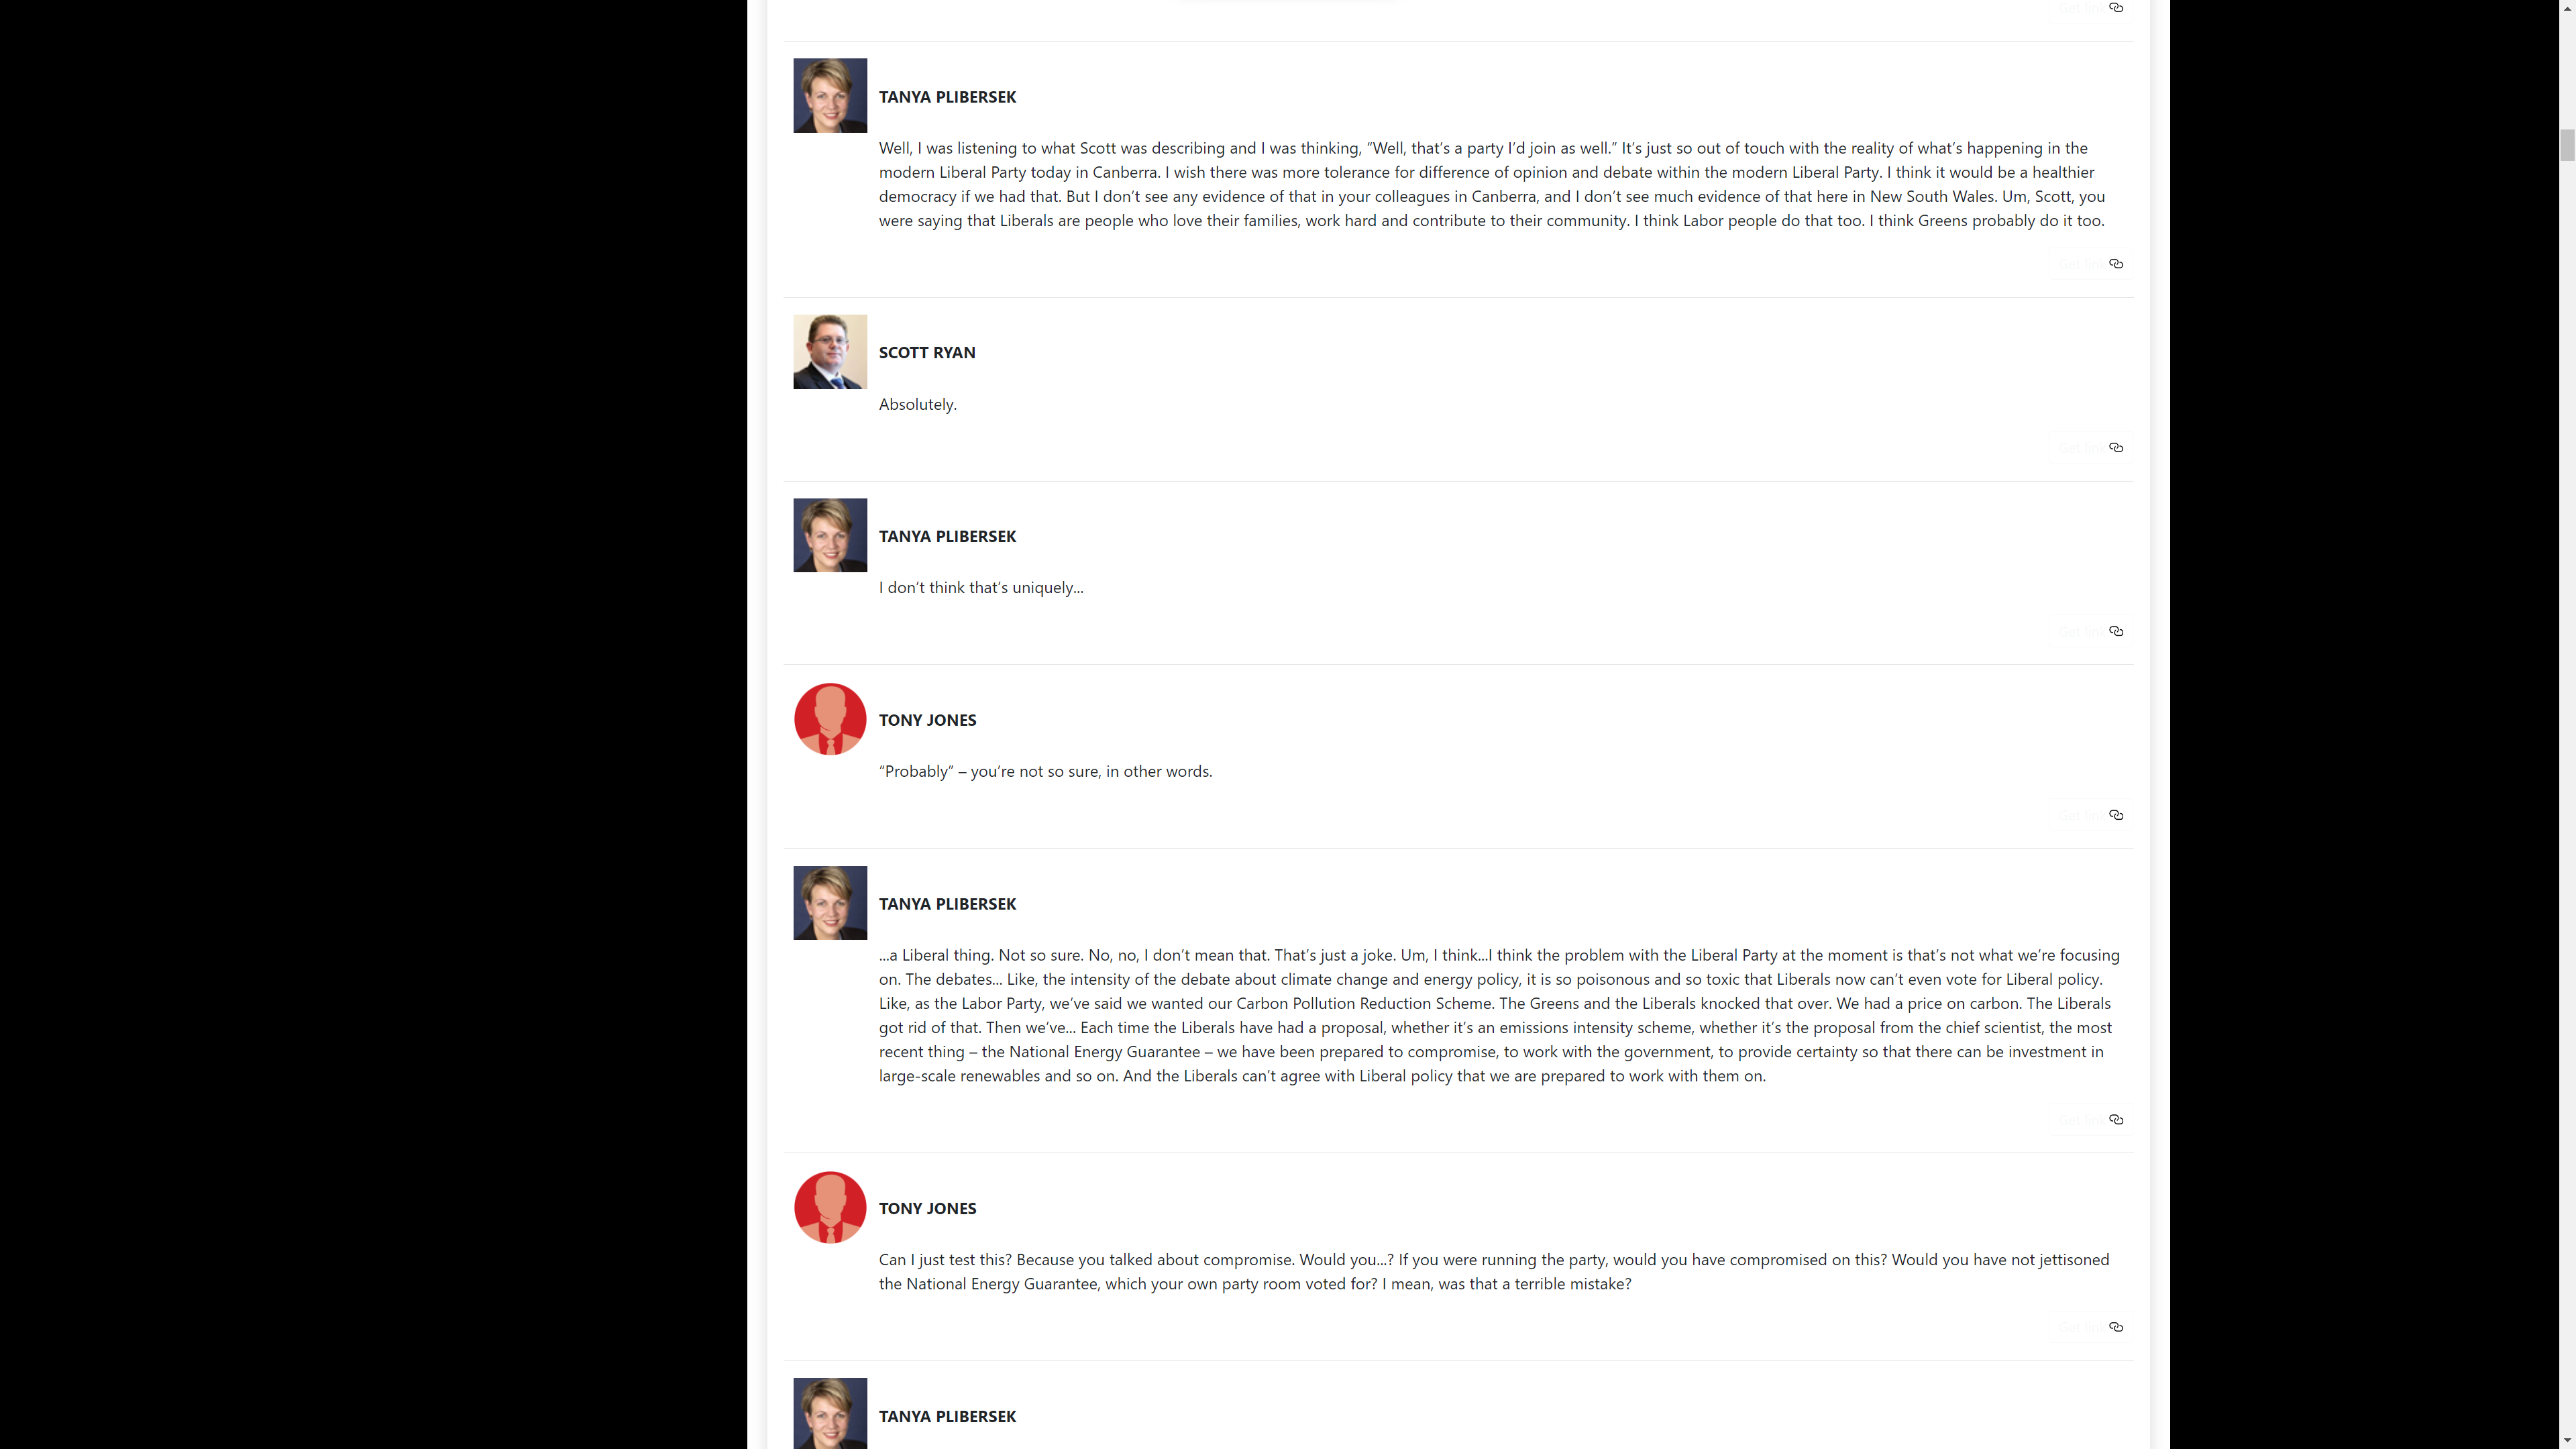 TANYA PLIBERSEK
Well, I was listening to what Scott was describing and I was thinking, “Well, that’s a party I’d join as well.” It’s just so out of touch with the reality of what’s happening in the
modern Liberal Party today in Canberra. I wish there was more tolerance for difference of opinion and debate within the modern Liberal Party. I think it would be a healthier
democracy if we had that. But I don’t see any evidence of that in your colleagues in Canberra, and I don’t see much evidence of that here in New South Wales. Um, Scott, you
were saying that Liberals are people who love their families, work hard and contribute to their community. I think Labor people do that too. I think Greens probably do it too.
SCOTT RYAN
Absolutely.
TANYA PLIBERSEK
I don’t think that’s uniquely...
TONY JONES
“Probably” – you’re not so sure, in other words.
TANYA PLIBERSEK
...a Liberal thing. Not so sure. No, no, I don’t mean that. That’s just a joke. Um, I think...I think the problem with the Liberal Party at the moment is that’s not what we’re focusing
on. The debates... Like, the intensity of the debate about climate change and energy policy, it is so poisonous and so toxic that Liberals now can’t even vote for Liberal policy.
Like, as the Labor Party, we’ve said we wanted our Carbon Pollution Reduction Scheme. The Greens and the Liberals knocked that over. We had a price on carbon. The Liberals
got rid of that. Then we’ve... Each time the Liberals have had a proposal, whether it’s an emissions intensity scheme, whether it’s the proposal from the chief scientist, the most
recent thing – the National Energy Guarantee – we have been prepared to compromise, to work with the government, to provide certainty so that there can be investment in
large-scale renewables and so on. And the Liberals can’t agree with Liberal policy that we are prepared to work with them on.
TONY JONES
Can I just test this? Because you talked about compromise. Would you...? If you were running the party, would you have compromised on this? Would you have not jettisoned
the National Energy Guarantee, which your own party room voted for? I mean, was that a terrible mistake?
TANYA PLIBERSEK